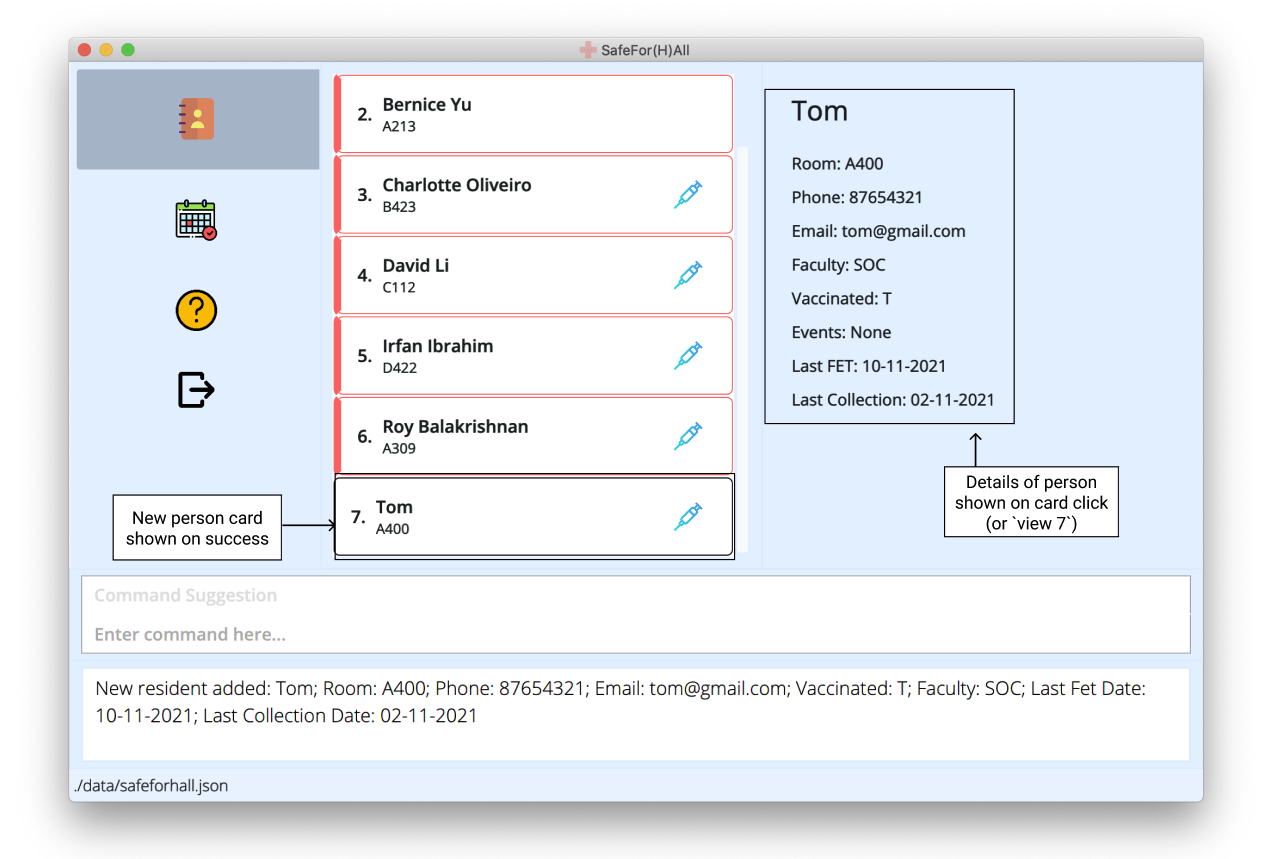 SafeFor(H)All
2.
Bernice Yu
A213
3.
Charlotte Oliveiro
B423
4.
David Li
C112
5.
Irfan Ibrahim
D422
6.
Roy Balakrishnan
A309
7.
Tom
A400
New person card
shown on success
Tom
Room: A400
Phone: 87654321
Email: tom@gmail.com
Faculty: SOC
Vaccinated: T
Events: None
Last FET: 10-11-2021
Last Collection: 02-11-2021
Details of person
shown on card click
(or `view 7`)
Command Suggestion
Enter command here...
New resident added: Tom; Room: A400; Phone: 87654321; Email: tom@gmail.com; Vaccinated: T; Faculty: SOC; Last Fet Date:
10-11-2021; Last Collection Date: 02-11-2021
./data/safeforhall.json